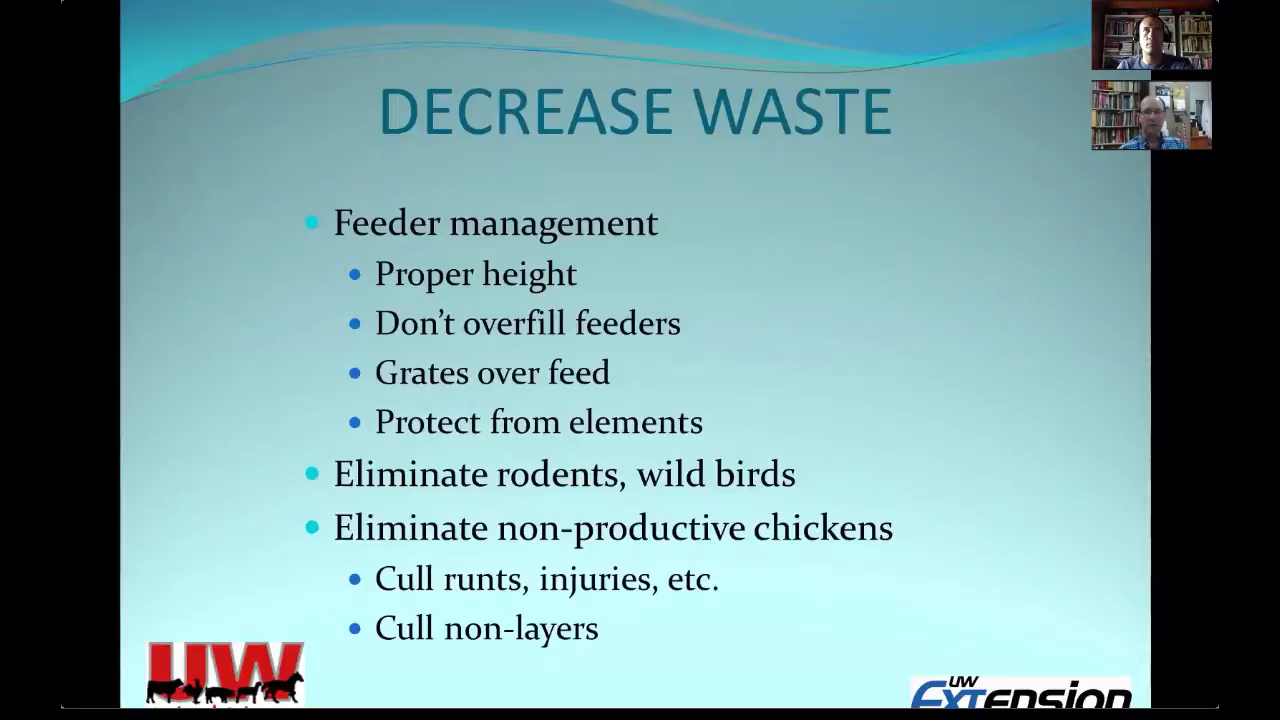 DECREASE WASTE
Feeder management
Proper height
Don't overfill feeders
Grates over feed
Protect from elements
Eliminate rodents, wild birds
Eliminate non-productive chickens
Cull runts, injuries, etc.
Cull non-layers
UW
UW
Extension